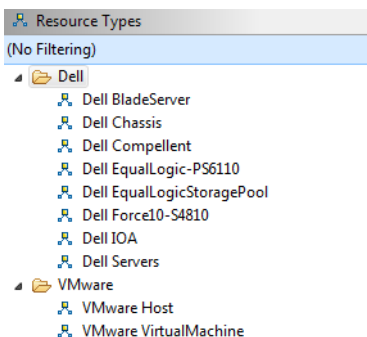 Resource Types
(No Filtering)
Dell
Dell BladeServer
Dell Chassis
Dell Compellent
Dell EqualLogic-PS6110
Dell EqualLogicStoragePool
Dell Force10-S4810
Dell IOA
Dell Servers
VMware
VMware Host
VMware VirtualMachine